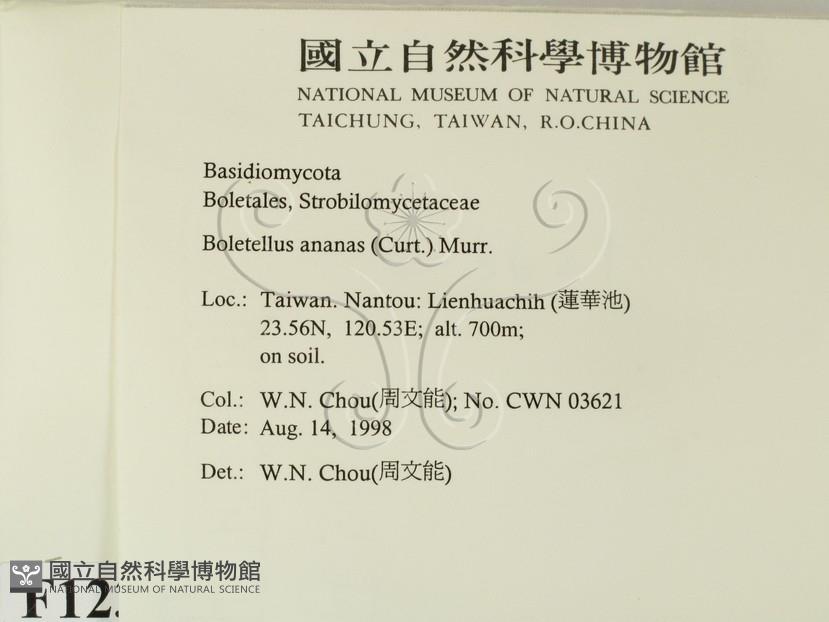 國立自然科學博物館
NATIONAL MUSEUM OF NATURAL SCIENCE
TAICHUNG, TAIWAN, R.O.CHINA
Basidiomycota
Boletales, Strobilomycetaceae
Boletellus ananas (Curt.) Murr.
Loc.: Taiwan. Nantou: Lienhuachih (蓮華池)
23.56N, 120.53E; alt. 700m;
on soil.
Col.: W.N. Chou(周文能); No. CWN 03621
Date: Aug. 14, 1998
Det.: W.N. Chou(周文能)
國立自然科學博物館
NATIONAL MUSEUM OF NATURAL SCIENCE